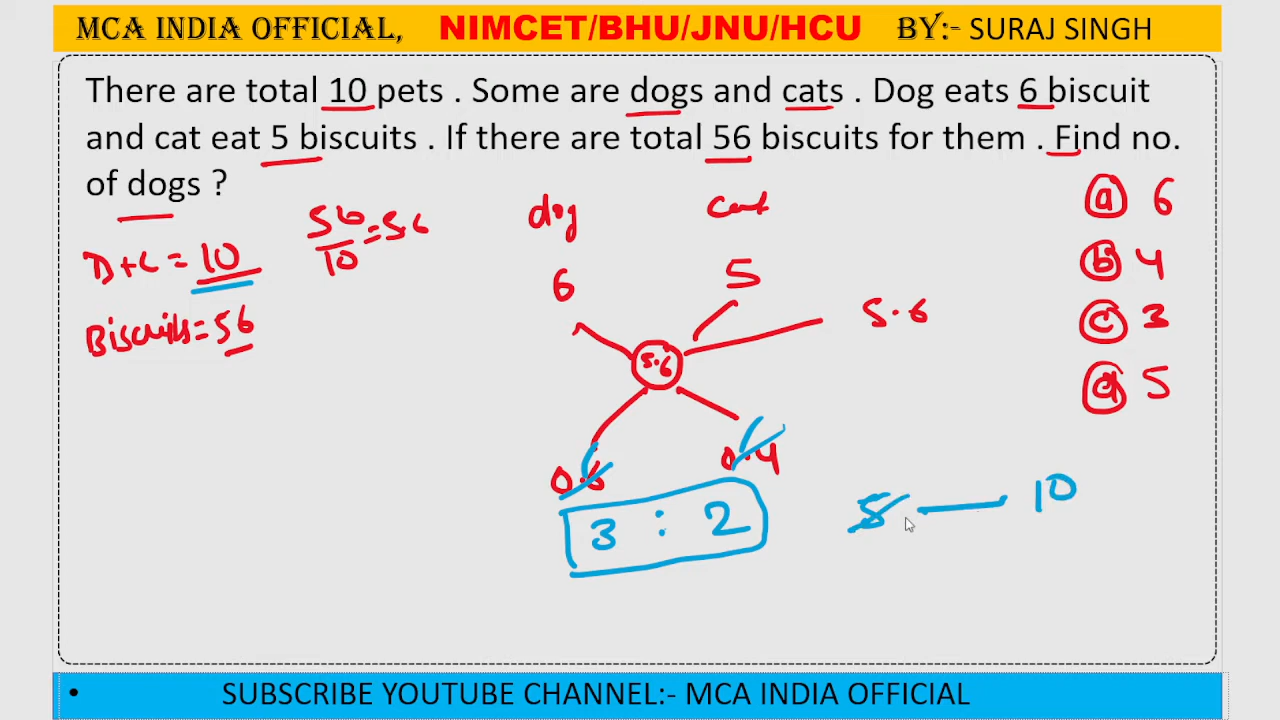 MCA INDIA OFFICIAL, NIMCET/BHU/JNU/HCU BY:- SURAJ SINGH
There are total 10 pets . Some are dogs and cats . Dog eats 6 biscuit
and cat eat 5 biscuits . If there are total 56 biscuits for them . Find no.
of dogs ?
D+C = 10
Biscuits = 56
56/10 = 5.6
dog cat
6 5
5.6
5.6
0.6 0.4
3 : 2
5 — 10
a 6
b 4
c 3
d 5
• SUBSCRIBE YOUTUBE CHANNEL:- MCA INDIA OFFICIAL